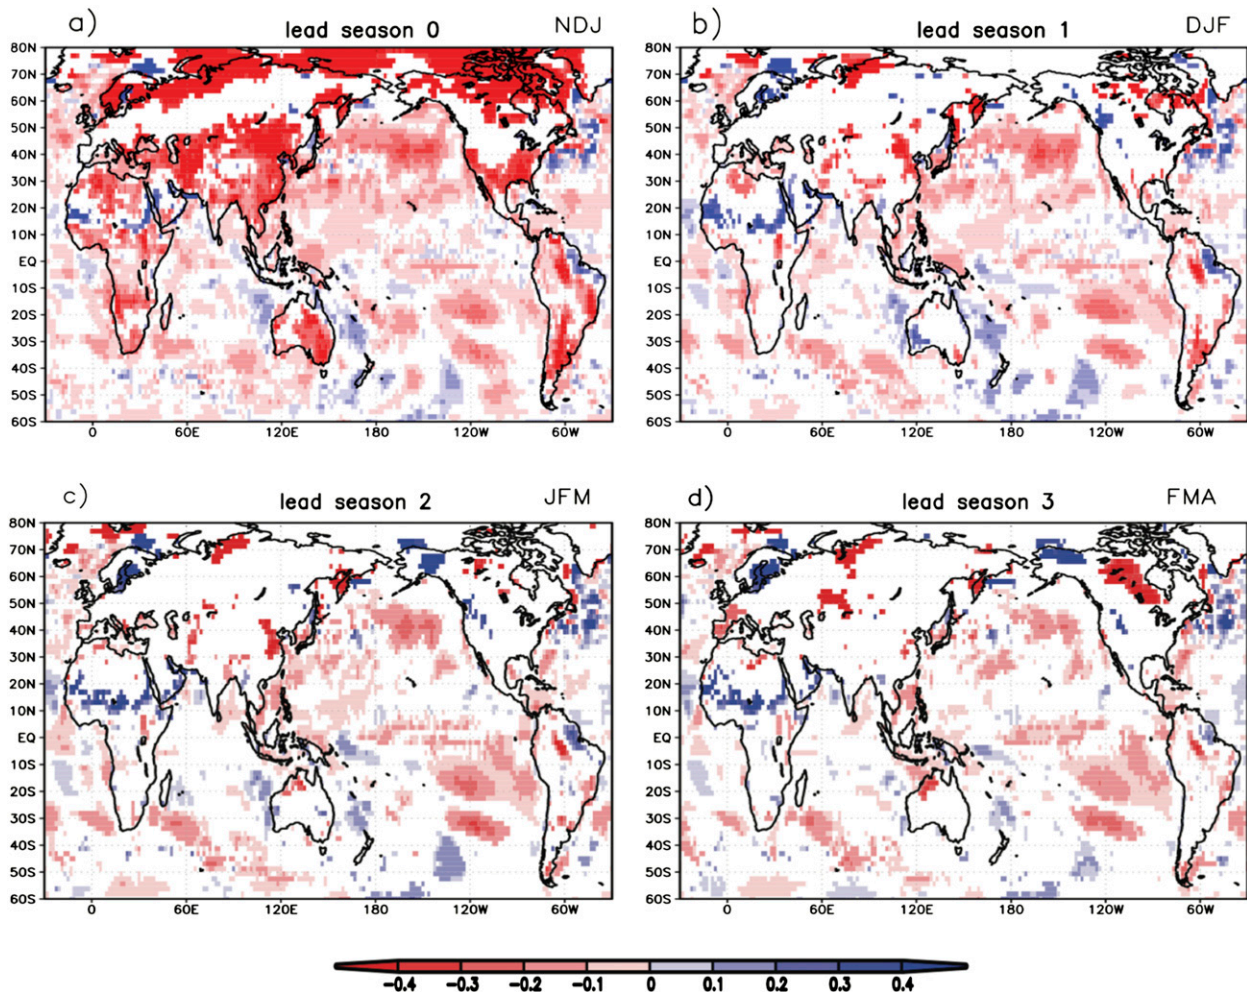 a) lead season 0 NDJ
80N
70N
60N
50N
40N
30N
20N
10N
EQ
10S
20S
30S
40S
50S
60S
0 60E 120E 180 120W 60W
b) lead season 1 DJF
80N
70N
60N
50N
40N
30N
20N
10N
EQ
10S
20S
30S
40S
50S
60S
0 60E 120E 180 120W 60W
c) lead season 2 JFM
80N
70N
60N
50N
40N
30N
20N
10N
EQ
10S
20S
30S
40S
50S
60S
0 60E 120E 180 120W 60W
d) lead season 3 FMA
80N
70N
60N
50N
40N
30N
20N
10N
EQ
10S
20S
30S
40S
50S
60S
0 60E 120E 180 120W 60W
-0.4 -0.3 -0.2 -0.1 0 0.1 0.2 0.3 0.4